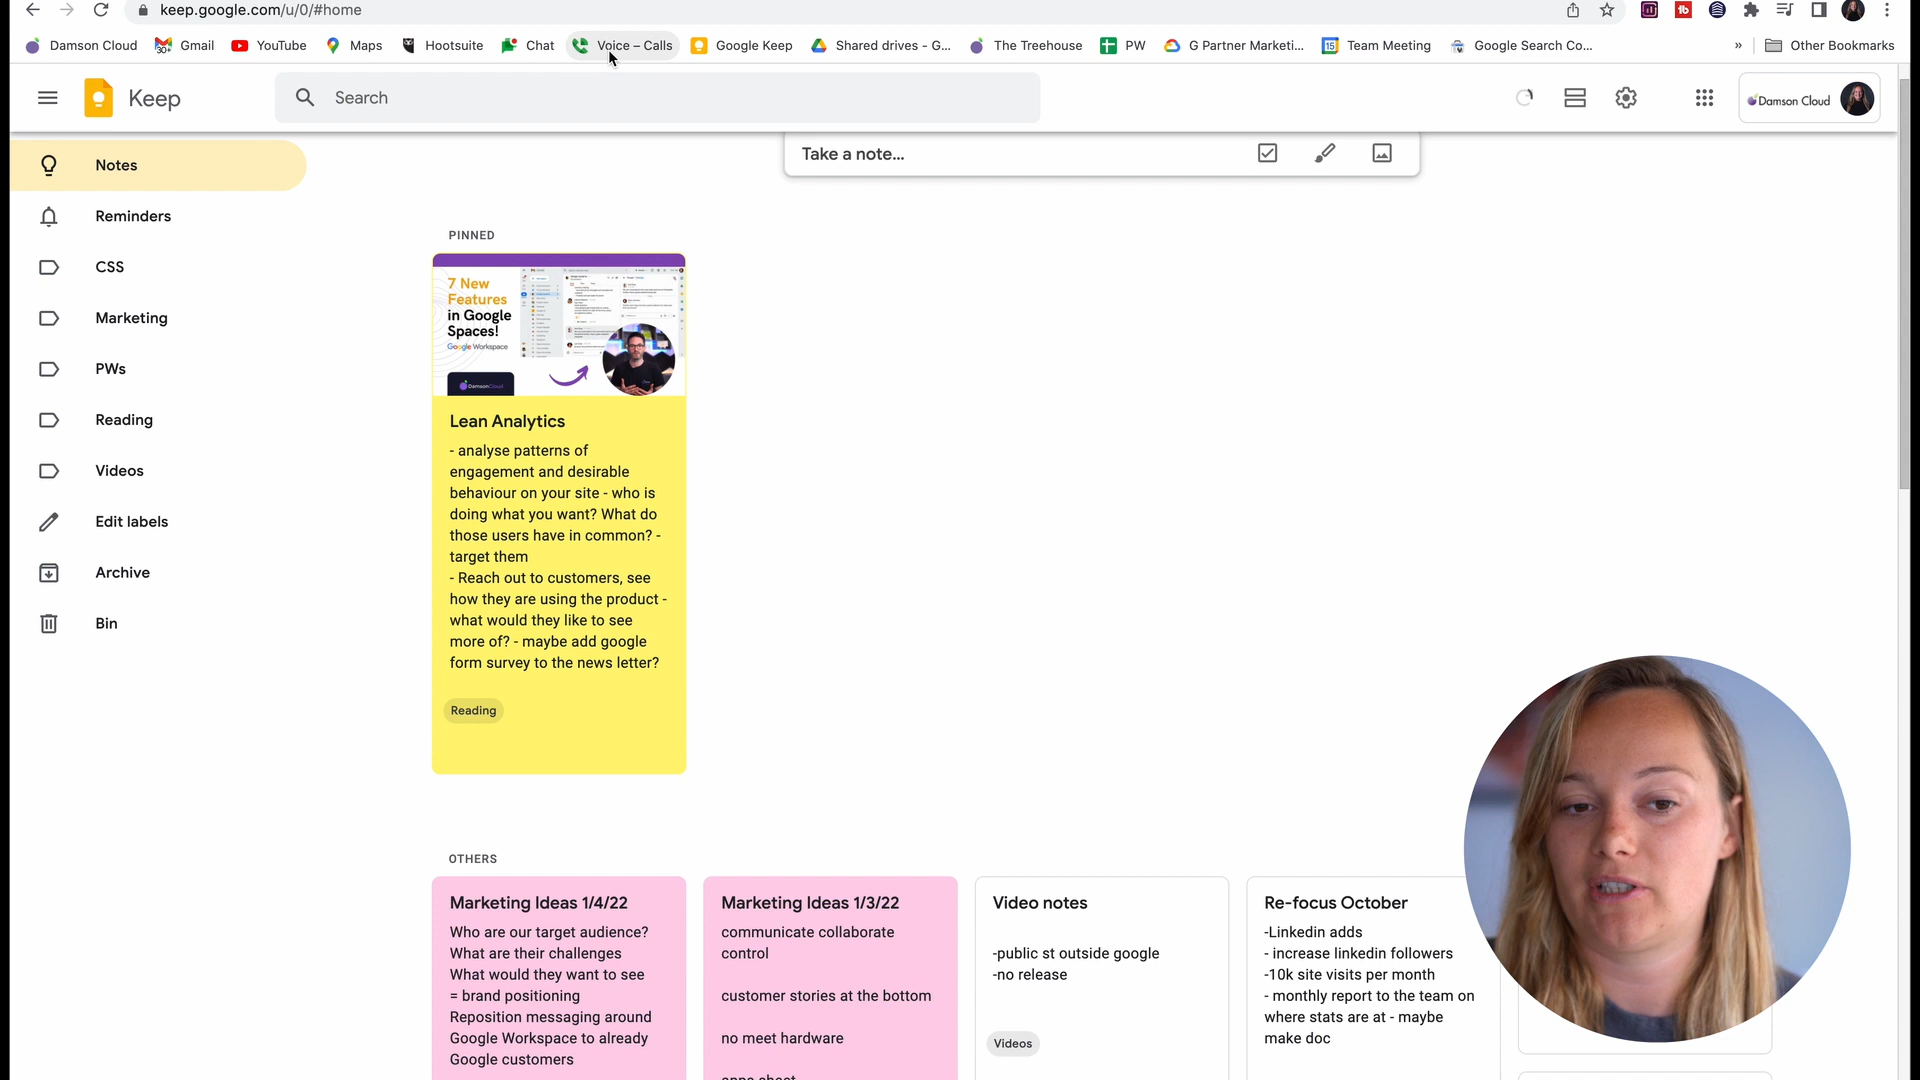 keep.google.com/u/0/#home
Damson Cloud
Gmail
YouTube
Maps
Hootsuite
Chat
Voice – Calls
Google Keep
Shared drives - G...
The Treehouse
PW
G Partner Marketi...
Team Meeting
Google Search Co...
»
Other Bookmarks
Keep
Search
Damson Cloud
Take a note...
Notes
Reminders
CSS
Marketing
PWs
Reading
Videos
Edit labels
Archive
Bin
PINNED
7 New
Features
in Google
Spaces!
Google Workspace
DamsonCloud
Lean Analytics
- analyse patterns of
engagement and desirable
behaviour on your site - who is
doing what you want? What do
those users have in common? -
target them
- Reach out to customers, see
how they are using the product -
what would they like to see
more of? - maybe add google
form survey to the news letter?
Reading
OTHERS
Marketing Ideas 1/4/22
Who are our target audience?
What are their challenges
What would they want to see
= brand positioning
Reposition messaging around
Google Workspace to already
Google customers
Marketing Ideas 1/3/22
communicate collaborate
control
customer stories at the bottom
no meet hardware
Video notes
-public st outside google
-no release
Videos
Re-focus October
-Linkedin adds
- increase linkedin followers
-10k site visits per month
- monthly report to the team on
where stats are at - maybe
make doc